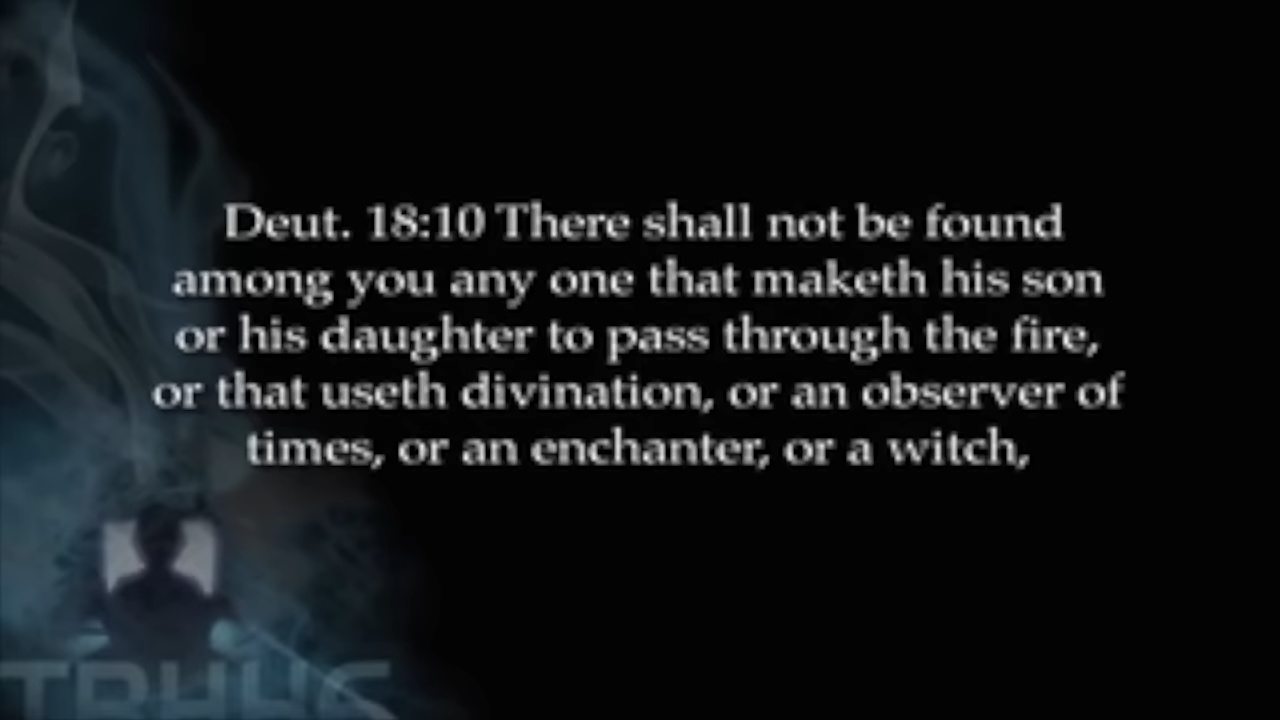 Deut. 18:10 There shall not be found
among you any one that maketh his son
or his daughter to pass through the fire,
or that useth divination, or an observer of
times, or an enchanter, or a witch,